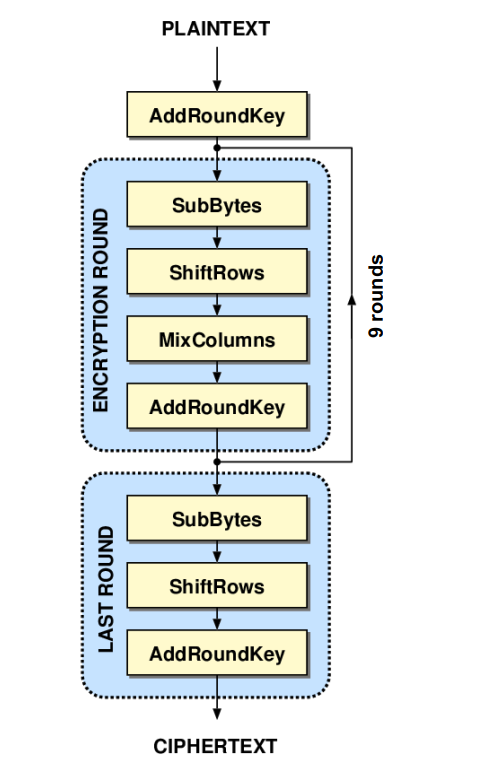 PLAINTEXT
AddRoundKey
ENCRYPTION ROUND
SubBytes
ShiftRows
MixColumns
AddRoundKey
9 rounds
LAST ROUND
SubBytes
ShiftRows
AddRoundKey
CIPHERTEXT